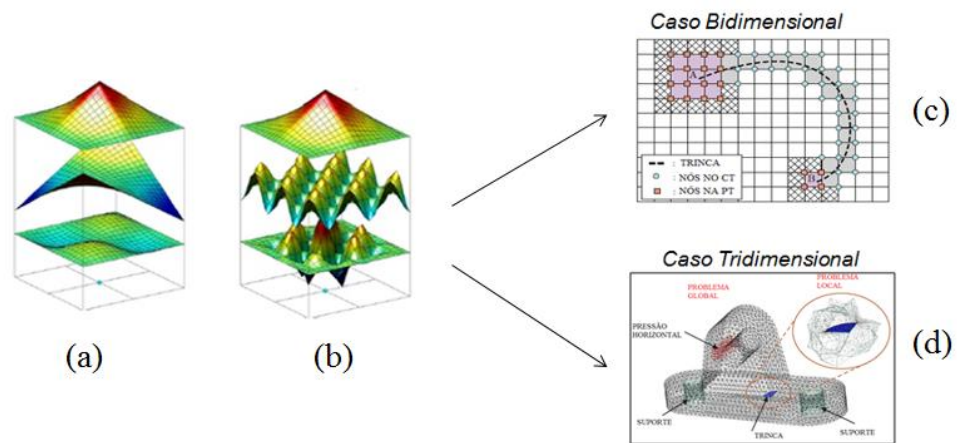 Caso Bidimensional
A
B
: TRINCA
: NÓS NO CT
: NÓS NA PT
(c)
(a)
(b)
Caso Tridimensional
PROBLEMA
GLOBAL
PROBLEMA
LOCAL
PRESSÃO
HORIZONTAL
SUPORTE
TRINCA
SUPORTE
(d)